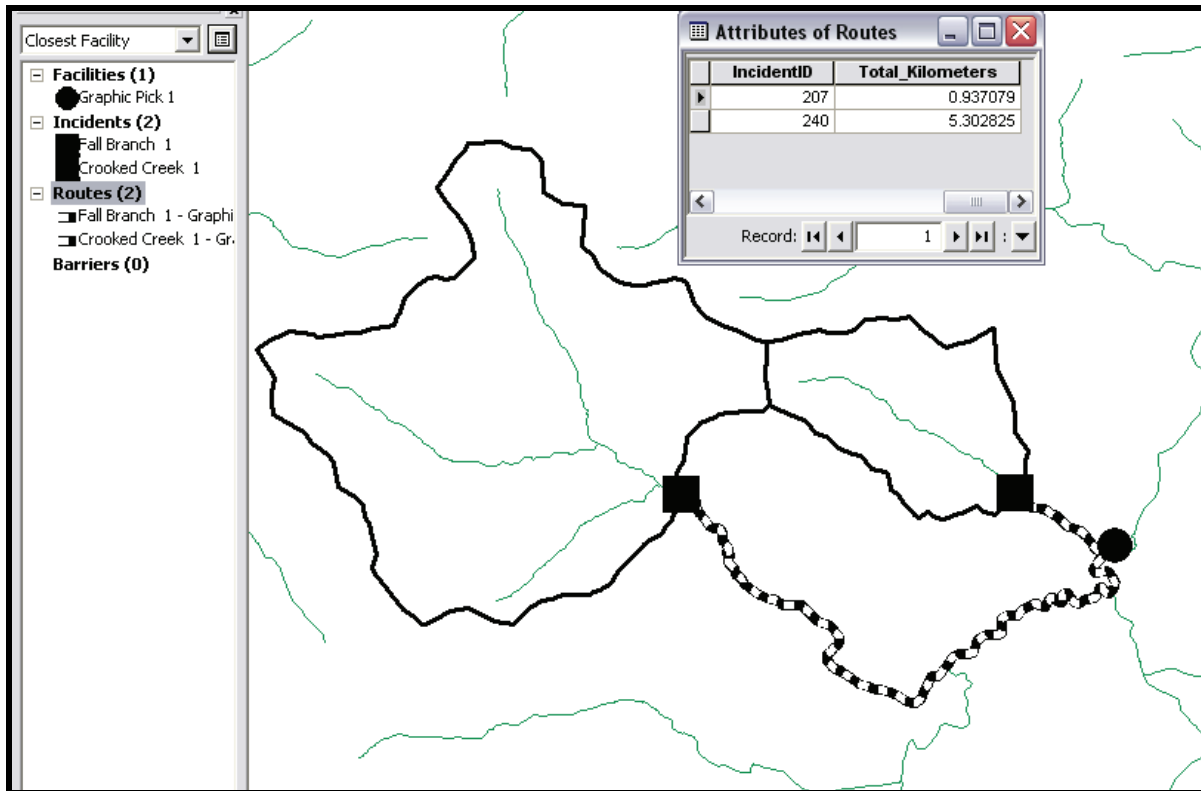 Closest Facility
Facilities (1)
Graphic Pick 1
Incidents (2)
Fall Branch 1
Crooked Creek 1
Routes (2)
Fall Branch 1 - Graphi
Crooked Creek 1 - Gr
Barriers (0)
Attributes of Routes
IncidentID Total_Kilometers
207 0.937079
240 5.302825
Record: 1 :